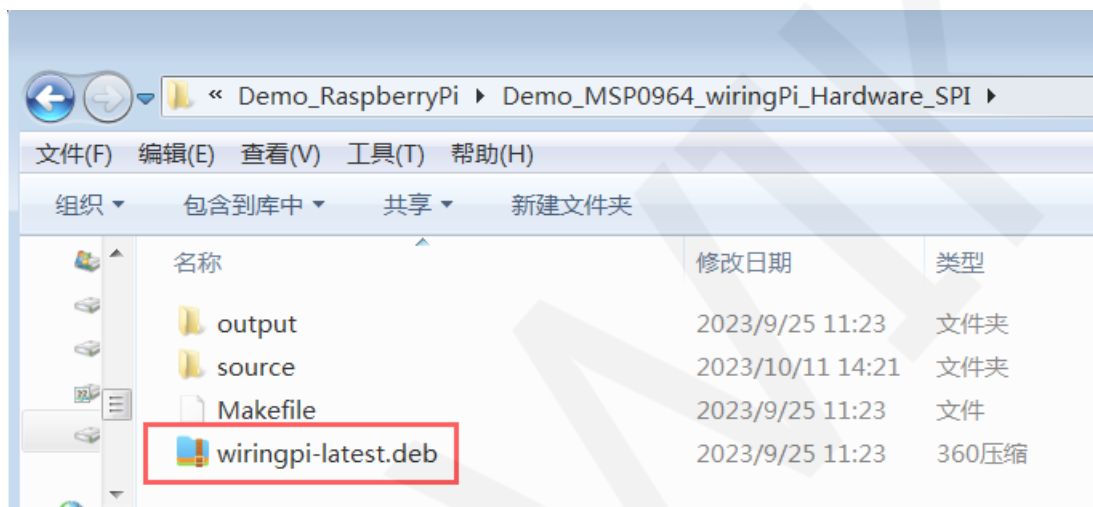 « Demo_RaspberryPi ▸ Demo_MSP0964_wiringPi_Hardware_SPI ▸
文件(F) 编辑(E) 查看(V) 工具(T) 帮助(H)
组织 包含到库中 共享 新建文件夹
名称 修改日期 类型
output 2023/9/25 11:23 文件夹
source 2023/10/11 14:21 文件夹
Makefile 2023/9/25 11:23 文件
wiringpi-latest.deb 2023/9/25 11:23 360压缩